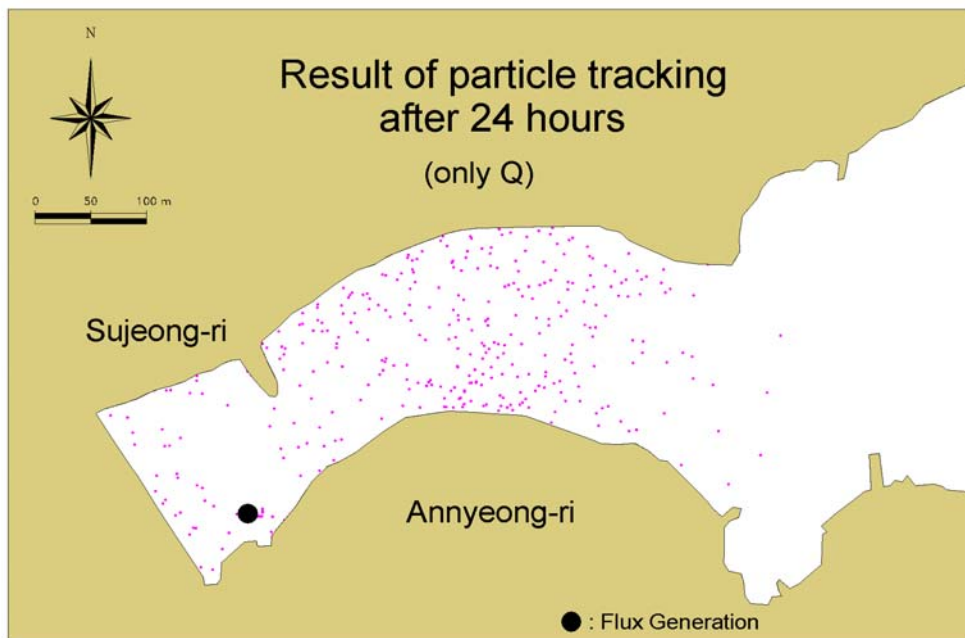 N
Result of particle tracking
after 24 hours
(only Q)
0 50 100 m
Sujeong-ri
Annyeong-ri
: Flux Generation